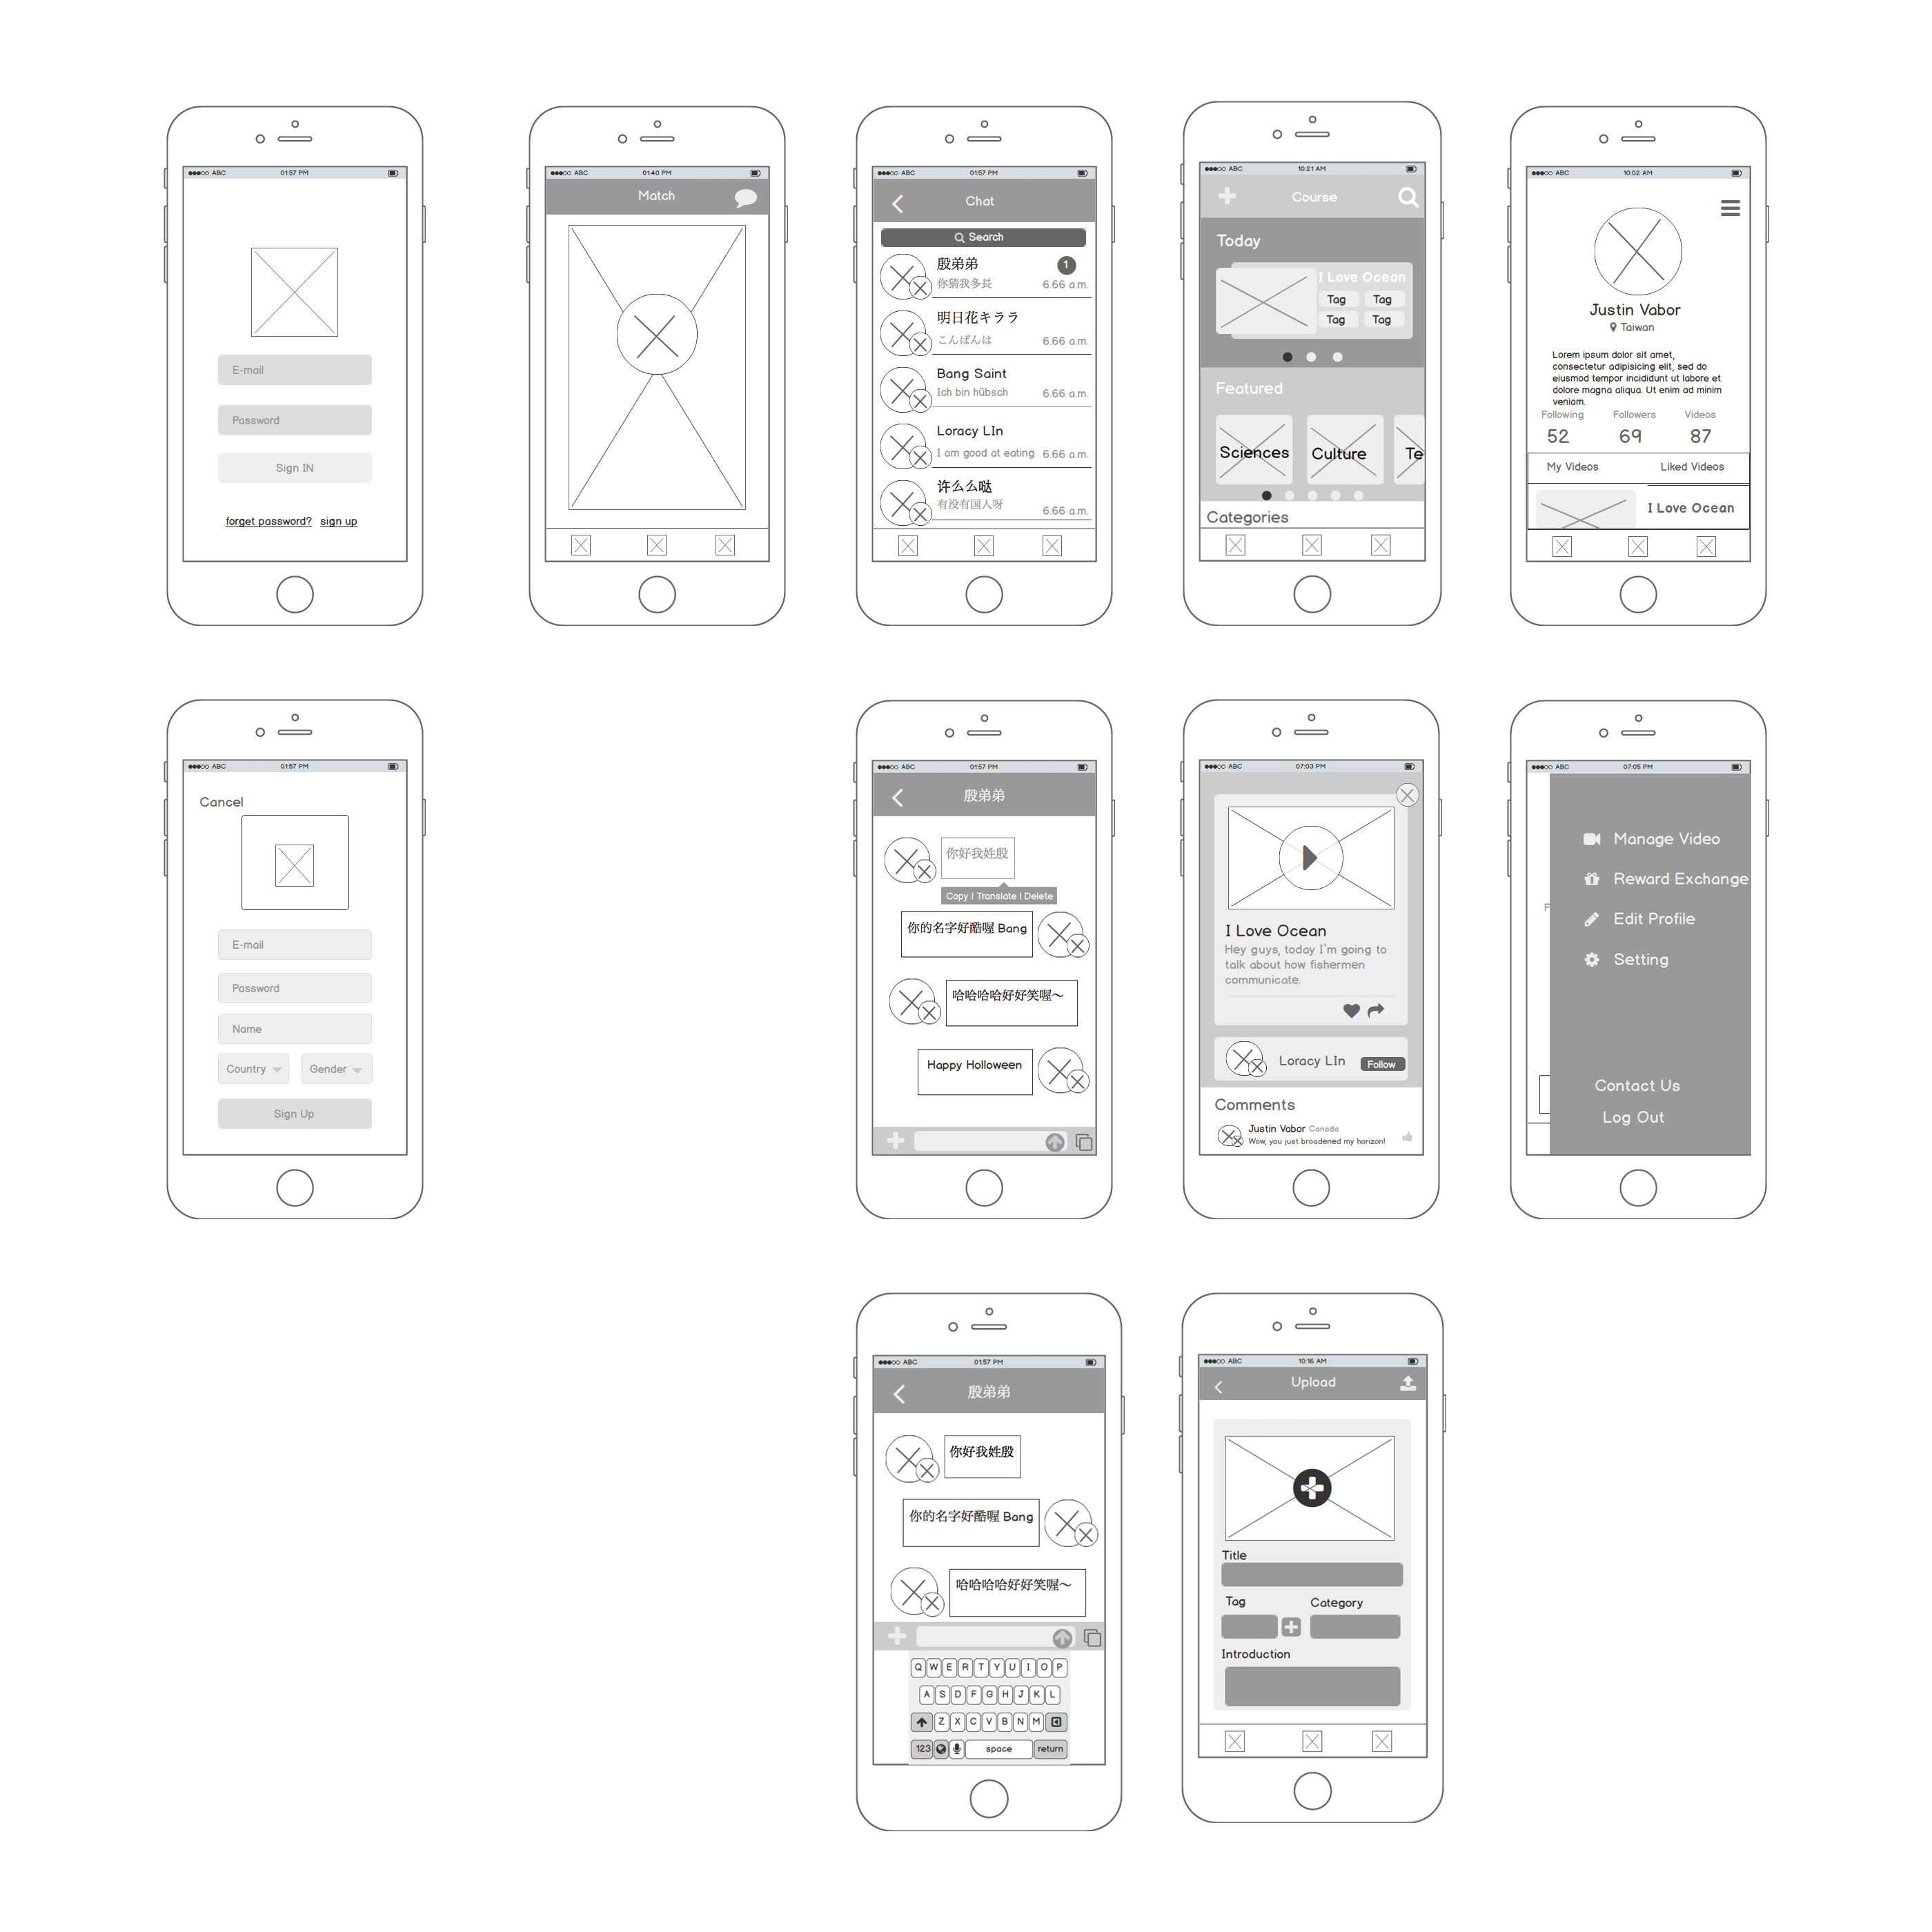 ●●●○○ ABC 01:57 PM
E-mail
Password
Sign IN
forget password? sign up
●●●○○ ABC 01:40 PM
Match
●●●○○ ABC 01:57 PM
Chat
Search
殷弟弟 1
你猜我多長 6.66 a.m.
明日花キララ
こんばんは 6.66 a.m.
Bang Saint
Ich bin hübsch 6.66 a.m.
Loracy LIn
I am good at eating 6.66 a.m.
许么么哒
有没有国人呀 6.66 a.m.
●●●○○ ABC 10:21 AM
Course
Today
I Love Ocean
Tag Tag
Tag Tag
Featured
Sciences Culture Te
Categories
●●●○○ ABC 10:02 AM
Justin Vabor
Taiwan
Lorem ipsum dolor sit amet,
consectetur adipisicing elit, sed do
eiusmod tempor incididunt ut labore et
dolore magna aliqua. Ut enim ad minim
veniam.
Following Followers Videos
52 69 87
My Videos Liked Videos
I Love Ocean
●●●○○ ABC 01:57 PM
Cancel
E-mail
Password
Name
Country Gender
Sign Up
●●●○○ ABC 01:57 PM
殷弟弟
你好我姓殷
Copy | Translate | Delete
你的名字好酷喔 Bang
哈哈哈哈好好笑喔～
Happy Holloween
●●●○○ ABC 07:03 PM
I Love Ocean
Hey guys, today I`m going to
talk about how fishermen
communicate.
Loracy LIn Follow
Comments
Justin Vabor Canada
Wow, you just broadened my horizon!
●●●○○ ABC 07:05 PM
Manage Video
Reward Exchange
F
Edit Profile
Setting
Contact Us
Log Out
●●●○○ ABC 01:57 PM
殷弟弟
你好我姓殷
你的名字好酷喔 Bang
哈哈哈哈好好笑喔～
Q W E R T Y U I O P
A S D F G H J K L
Z X C V B N M
123 space return
●●●○○ ABC 10:16 AM
Upload
Title
Tag Category
Introduction